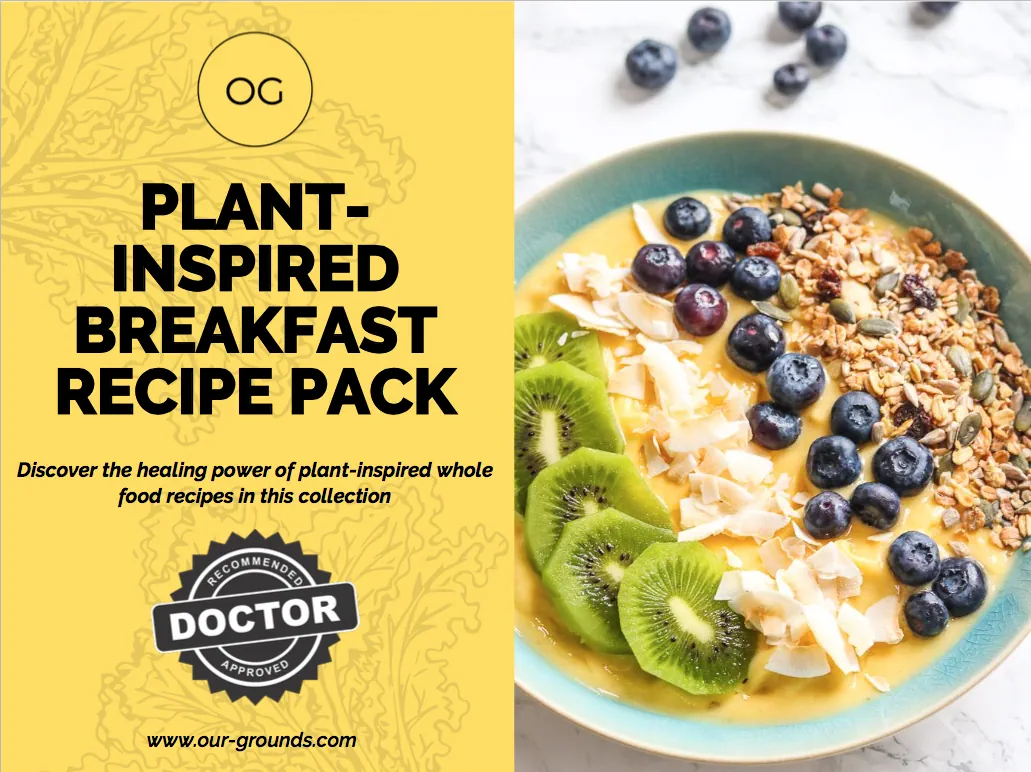 OG
PLANT-
INSPIRED
BREAKFAST
RECIPE PACK
Discover the healing power of plant-inspired whole
food recipes in this collection
RECOMMENDED
DOCTOR
APPROVED
www.our-grounds.com